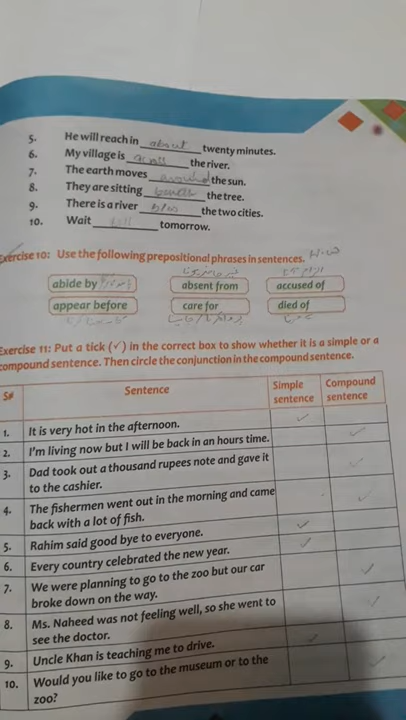 5. He will reach in about twenty minutes.
6. My village is across the river.
7. The earth moves around the sun.
8. They are sitting the tree.
9. There is a river the two cities.
10. Wait till tomorrow.
Exercise 10: Use the following prepositional phrases in sentences. H.W
abide by absent from accused of
appear before care for died of
Exercise 11: Put a tick (✓) in the correct box to show whether it is a simple or a
compound sentence. Then circle the conjunction in the compound sentence.
S# Sentence Simple sentence Compound sentence
1. It is very hot in the afternoon. ✓
2. I'm living now but I will be back in an hours time. ✓
3. Dad took out a thousand rupees note and gave it
to the cashier. ✓
4. The fishermen went out in the morning and came
back with a lot of fish. ✓
5. Rahim said good bye to everyone. ✓
6. Every country celebrated the new year. ✓
7. We were planning to go to the zoo but our car
broke down on the way. ✓
8. Ms. Naheed was not feeling well, so she went to
see the doctor. ✓
9. Uncle Khan is teaching me to drive. ✓
10. Would you like to go to the museum or to the
zoo? ✓